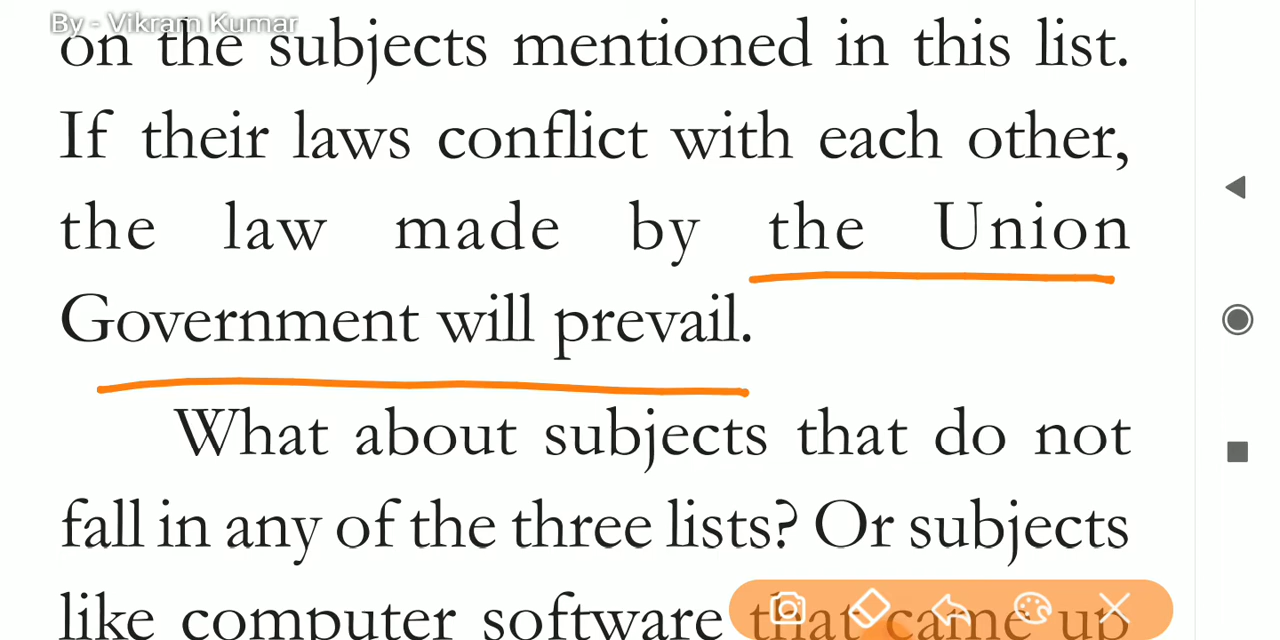 By - Vikram Kumar
on the subjects mentioned in this list.
If their laws conflict with each other,
the law made by the Union
Government will prevail.
What about subjects that do not
fall in any of the three lists? Or subjects
like computer software that came up